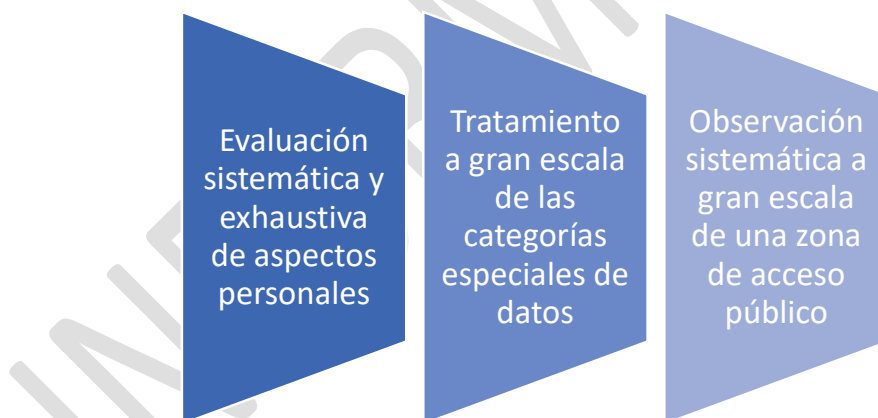 Evaluación
sistemática y
exhaustiva
de aspectos
personales
Tratamiento
a gran escala
de las
categorías
especiales de
datos
Observación
sistemática a
gran escala
de una zona
de acceso
público